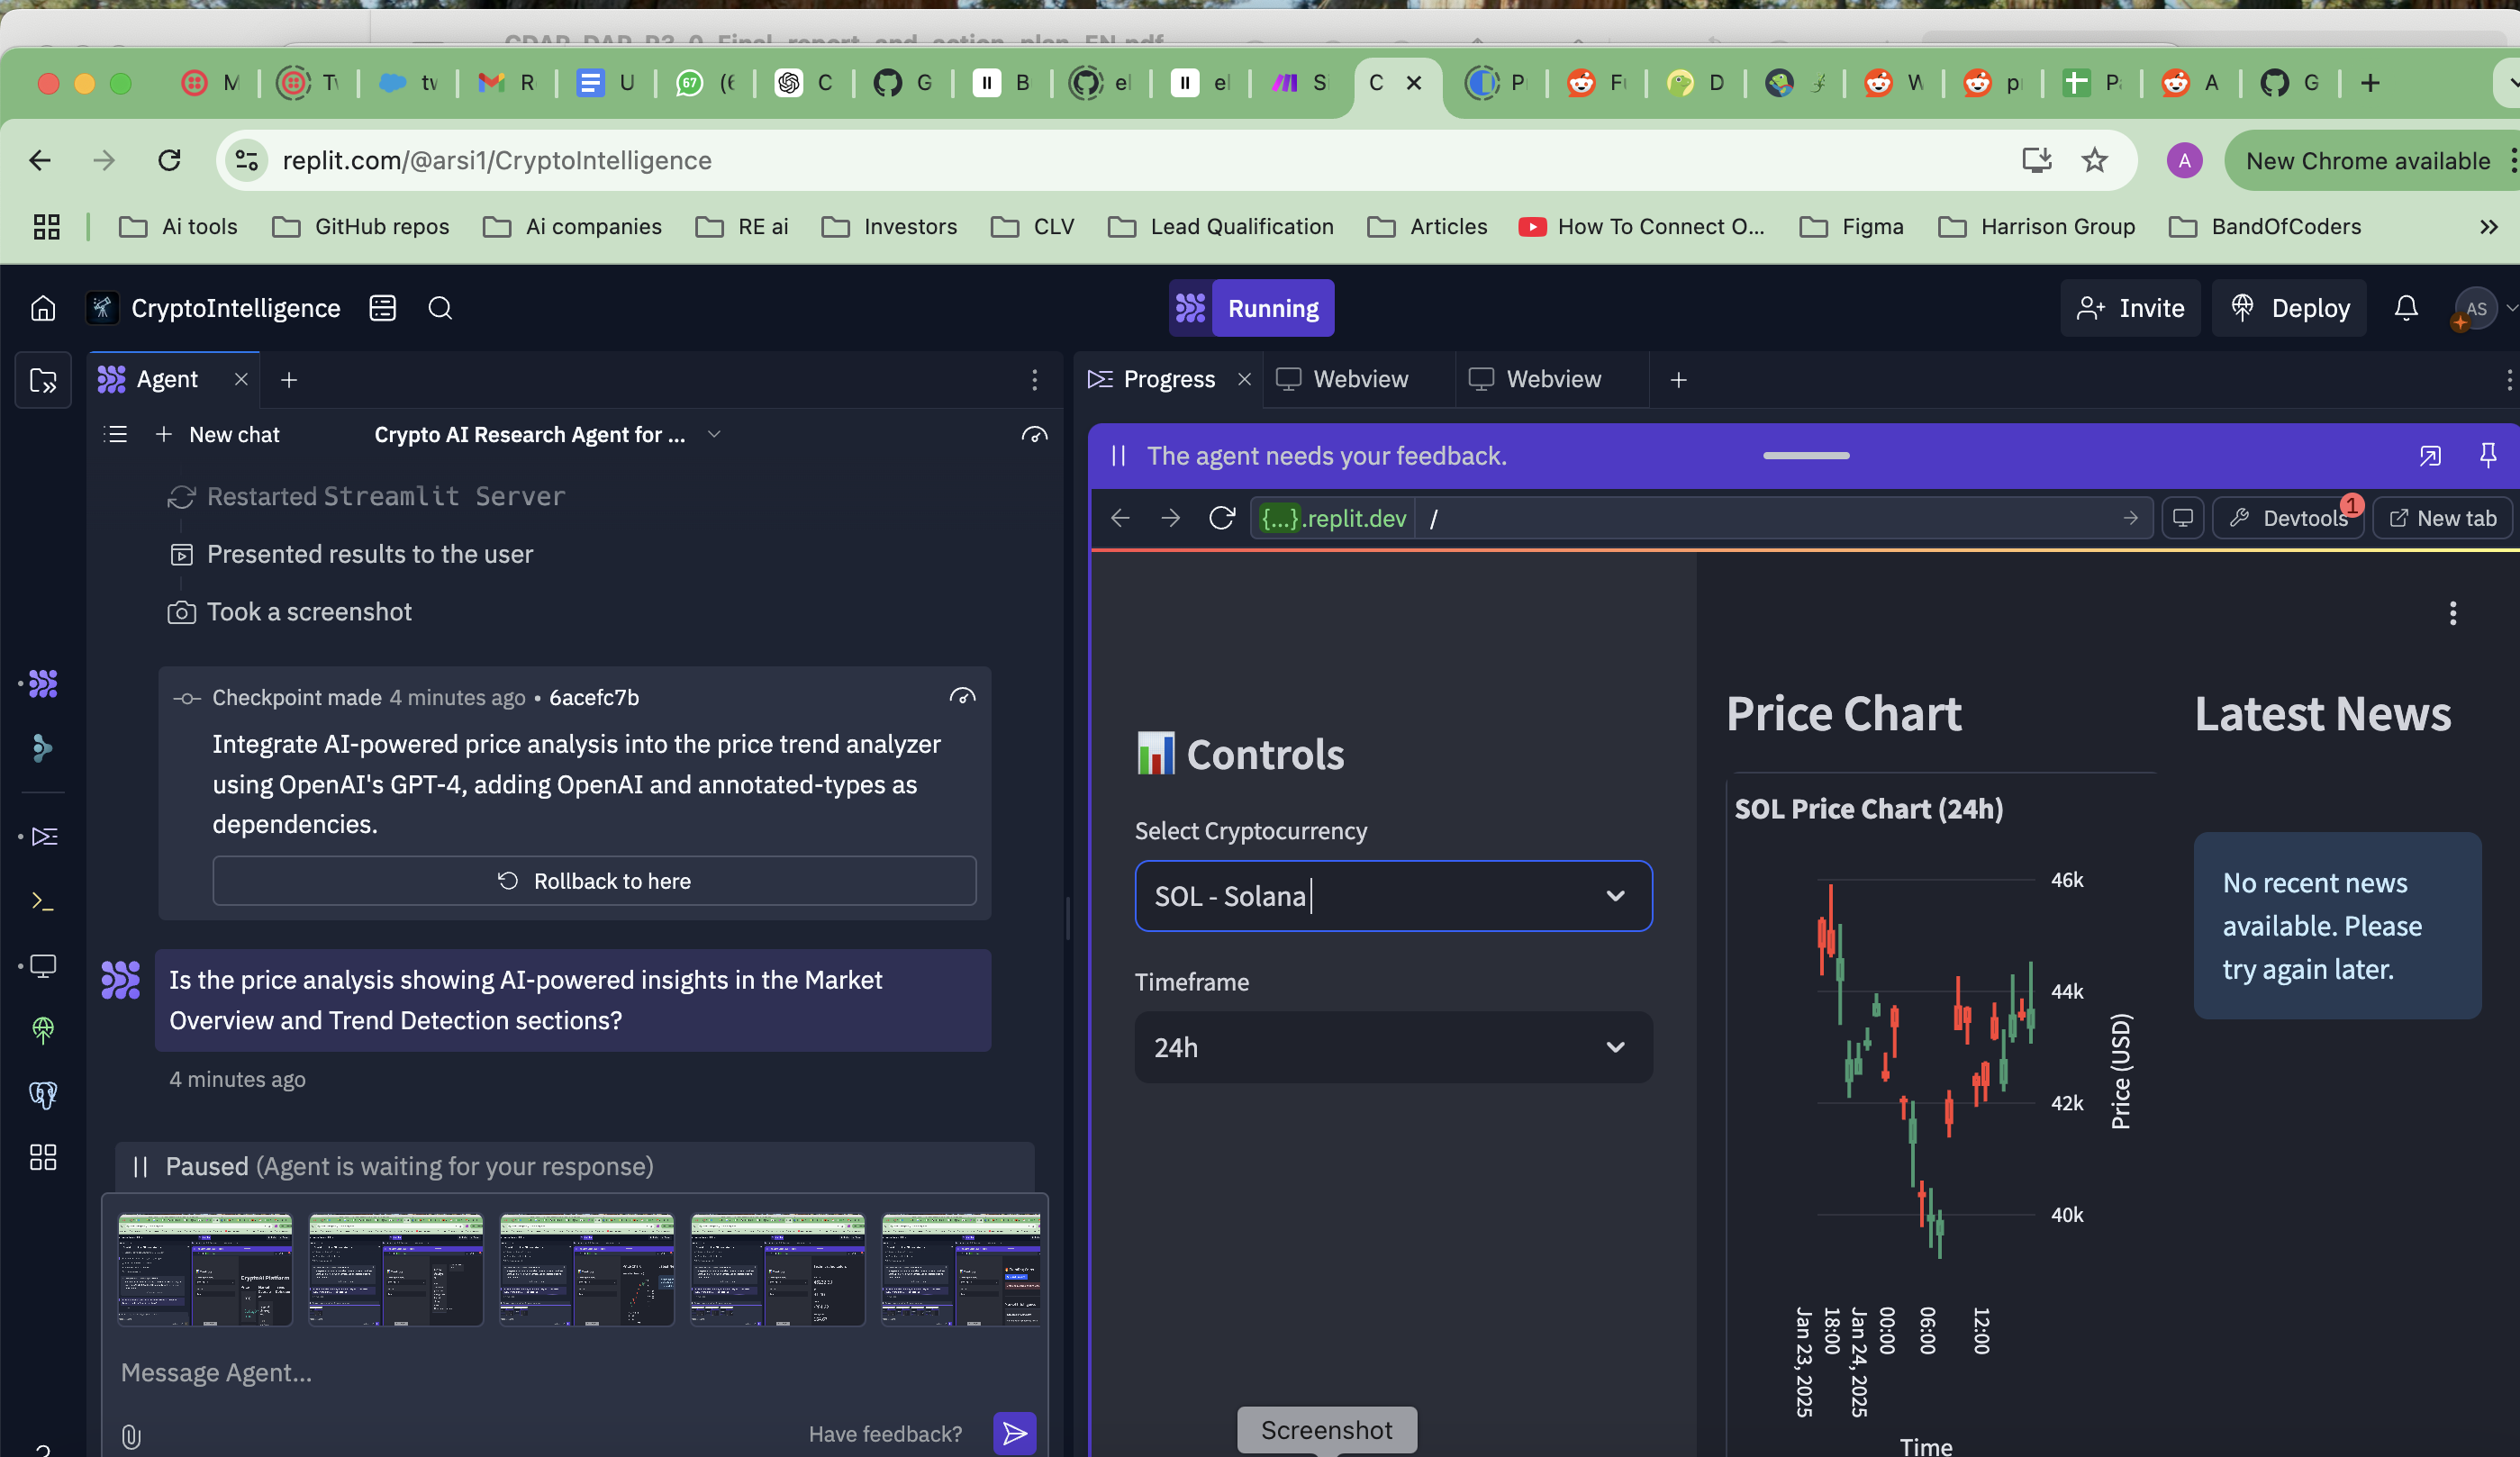 GDAP_DAP_P3_0_Final_report_and_action_plan_EN.pdf
M
Tv
tv
R
U
67
(6
C
G
B
el
el
S
C
P
Fu
D
W
p
P
A
G
replit.com/@arsi1/CryptoIntelligence
A
New Chrome available
Ai tools
GitHub repos
Ai companies
RE ai
Investors
CLV
Lead Qualification
Articles
How To Connect O...
Figma
Harrison Group
BandOfCoders
CryptoIntelligence
Running
Invite
Deploy
AS
Agent
Progress
Webview
Webview
New chat
Crypto AI Research Agent for ...
The agent needs your feedback.
Restarted Streamlit Server
Presented results to the user
Took a screenshot
{...}.replit.dev
/
Devtools
1
New tab
Checkpoint made 4 minutes ago • 6acefc7b
Integrate AI-powered price analysis into the price trend analyzer
using OpenAI's GPT-4, adding OpenAI and annotated-types as
dependencies.
Rollback to here
Is the price analysis showing AI-powered insights in the Market
Overview and Trend Detection sections?
4 minutes ago
Paused (Agent is waiting for your response)
Message Agent...
Have feedback?
Controls
Select Cryptocurrency
SOL - Solana
Timeframe
24h
Price Chart
SOL Price Chart (24h)
46k
44k
42k
40k
Price (USD)
Jan 23, 2025
18:00
Jan 24, 2025
00:00
06:00
12:00
Time
Latest News
No recent news
available. Please
try again later.
Screenshot